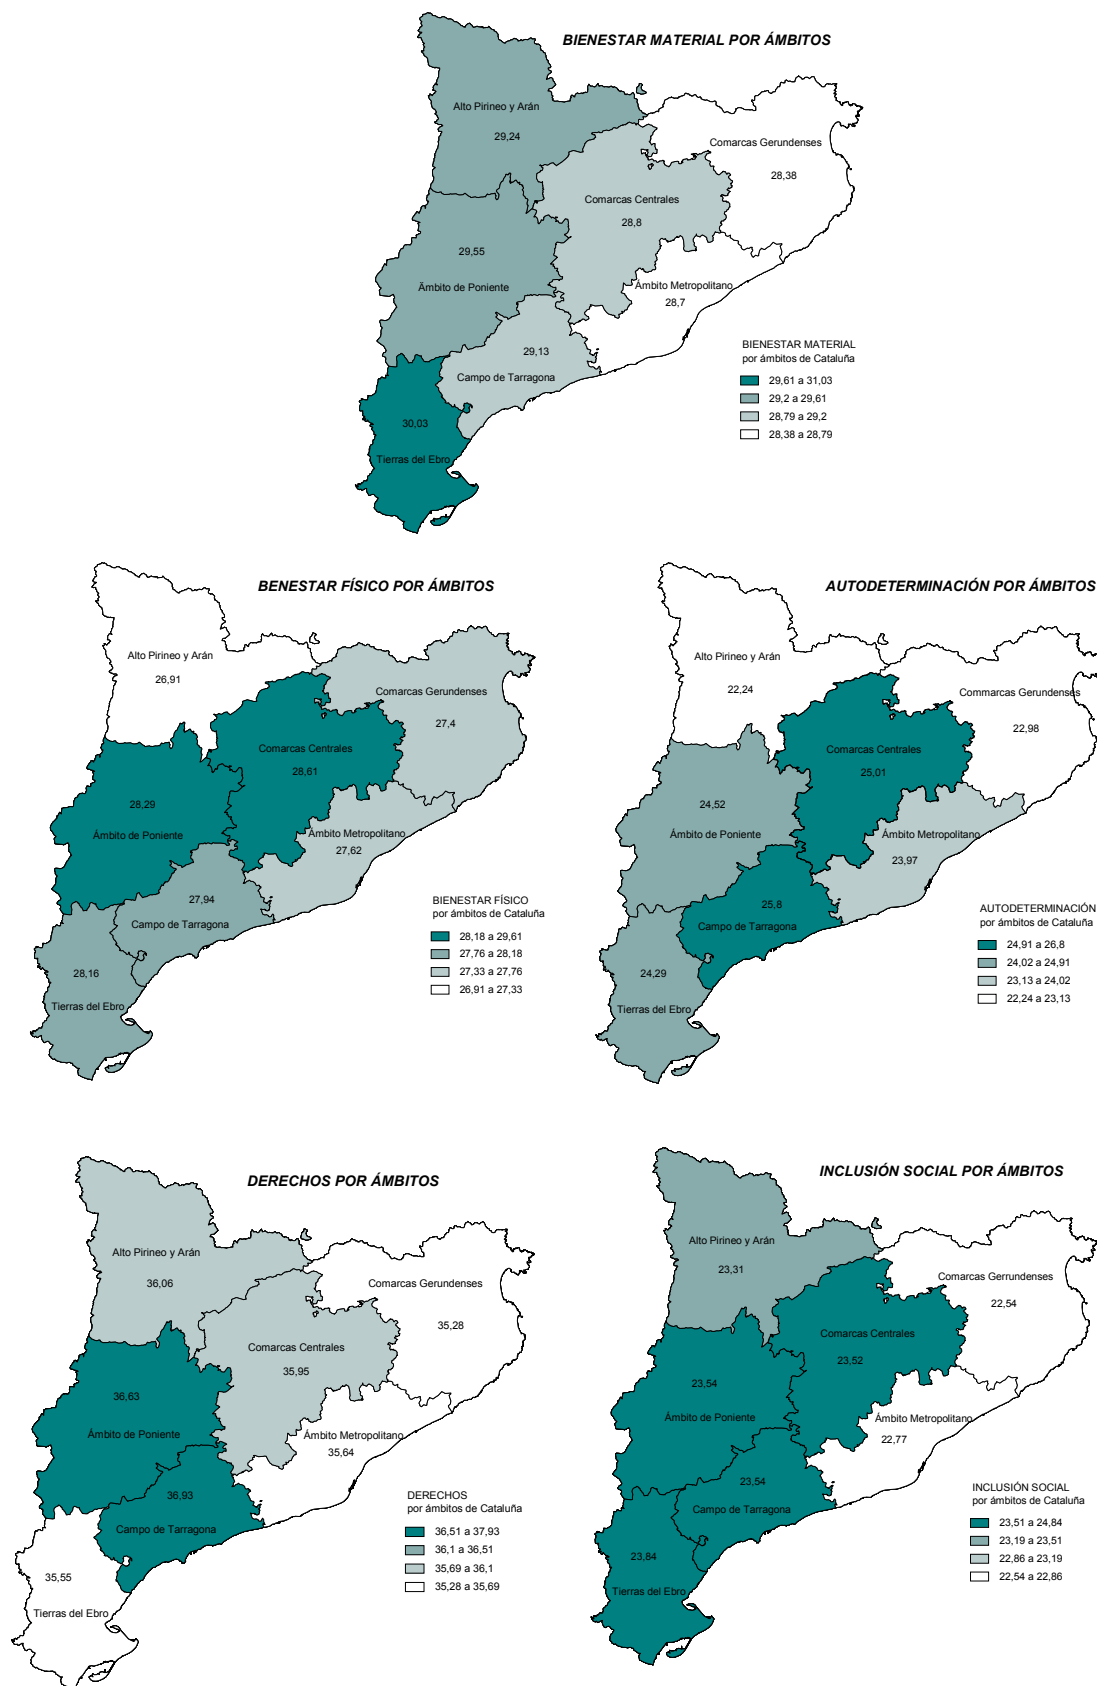 BIENESTAR MATERIAL POR ÁMBITOS
Alto Pirineo y Arán
29,24
Comarcas Gerundenses
28,38
Comarcas Centrales
28,8
29,55
Ämbito de Poniente
Ámbito Metropolitano
28,7
29,13
Campo de Tarragona
30,03
Tierras del Ebro
BIENESTAR MATERIAL
por ámbitos de Cataluña
29,61 a 31,03
29,2 a 29,61
28,79 a 29,2
28,38 a 28,79
BENESTAR FÍSICO POR ÁMBITOS
Alto Pirineo y Arán
26,91
Comarcas Gerundenses
27,4
Comarcas Centrales
28,61
28,29
Ámbito de Poniente
Ámbito Metropolitano
27,62
27,94
Campo de Tarragona
28,16
Tierras del Ebro
BIENESTAR FÍSICO
por ámbitos de Cataluña
28,18 a 29,61
27,76 a 28,18
27,33 a 27,76
26,91 a 27,33
AUTODETERMINACIÓN POR ÁMBITOS
Alto Pirineo y Arán
22,24
Commarcas Gerundenses
22,98
Comarcas Centrales
25,01
24,52
Ámbito de Poniente
Ámbito Metropolitano
23,97
25,8
Campo de Tarragona
24,29
Tierras del Ebro
AUTODETERMINACIÓN
por ámbitos de Cataluña
24,91 a 26,8
24,02 a 24,91
23,13 a 24,02
22,24 a 23,13
DERECHOS POR ÁMBITOS
Alto Pirineo y Arán
36,06
Comarcas Gerundenses
35,28
Comarcas Centrales
35,95
36,63
Ámbito de Poniente
Ámbito Metropolitano
35,64
36,93
Campo de Tarragona
35,55
Tierras del Ebro
DERECHOS
por ámbitos de Cataluña
36,51 a 37,93
36,1 a 36,51
35,69 a 36,1
35,28 a 35,69
INCLUSIÓN SOCIAL POR ÁMBITOS
Alto Pirineo y Arán
23,31
Comarcas Gerrundenses
22,54
Comarcas Centrales
23,52
23,54
Ámbito de Poniente
Ámbito Metropolitano
22,77
23,54
Campo de Tarragona
23,84
Tierras del Ebro
INCLUSIÓN SOCIAL
por ámbitos de Cataluña
23,51 a 24,84
23,19 a 23,51
22,86 a 23,19
22,54 a 22,86